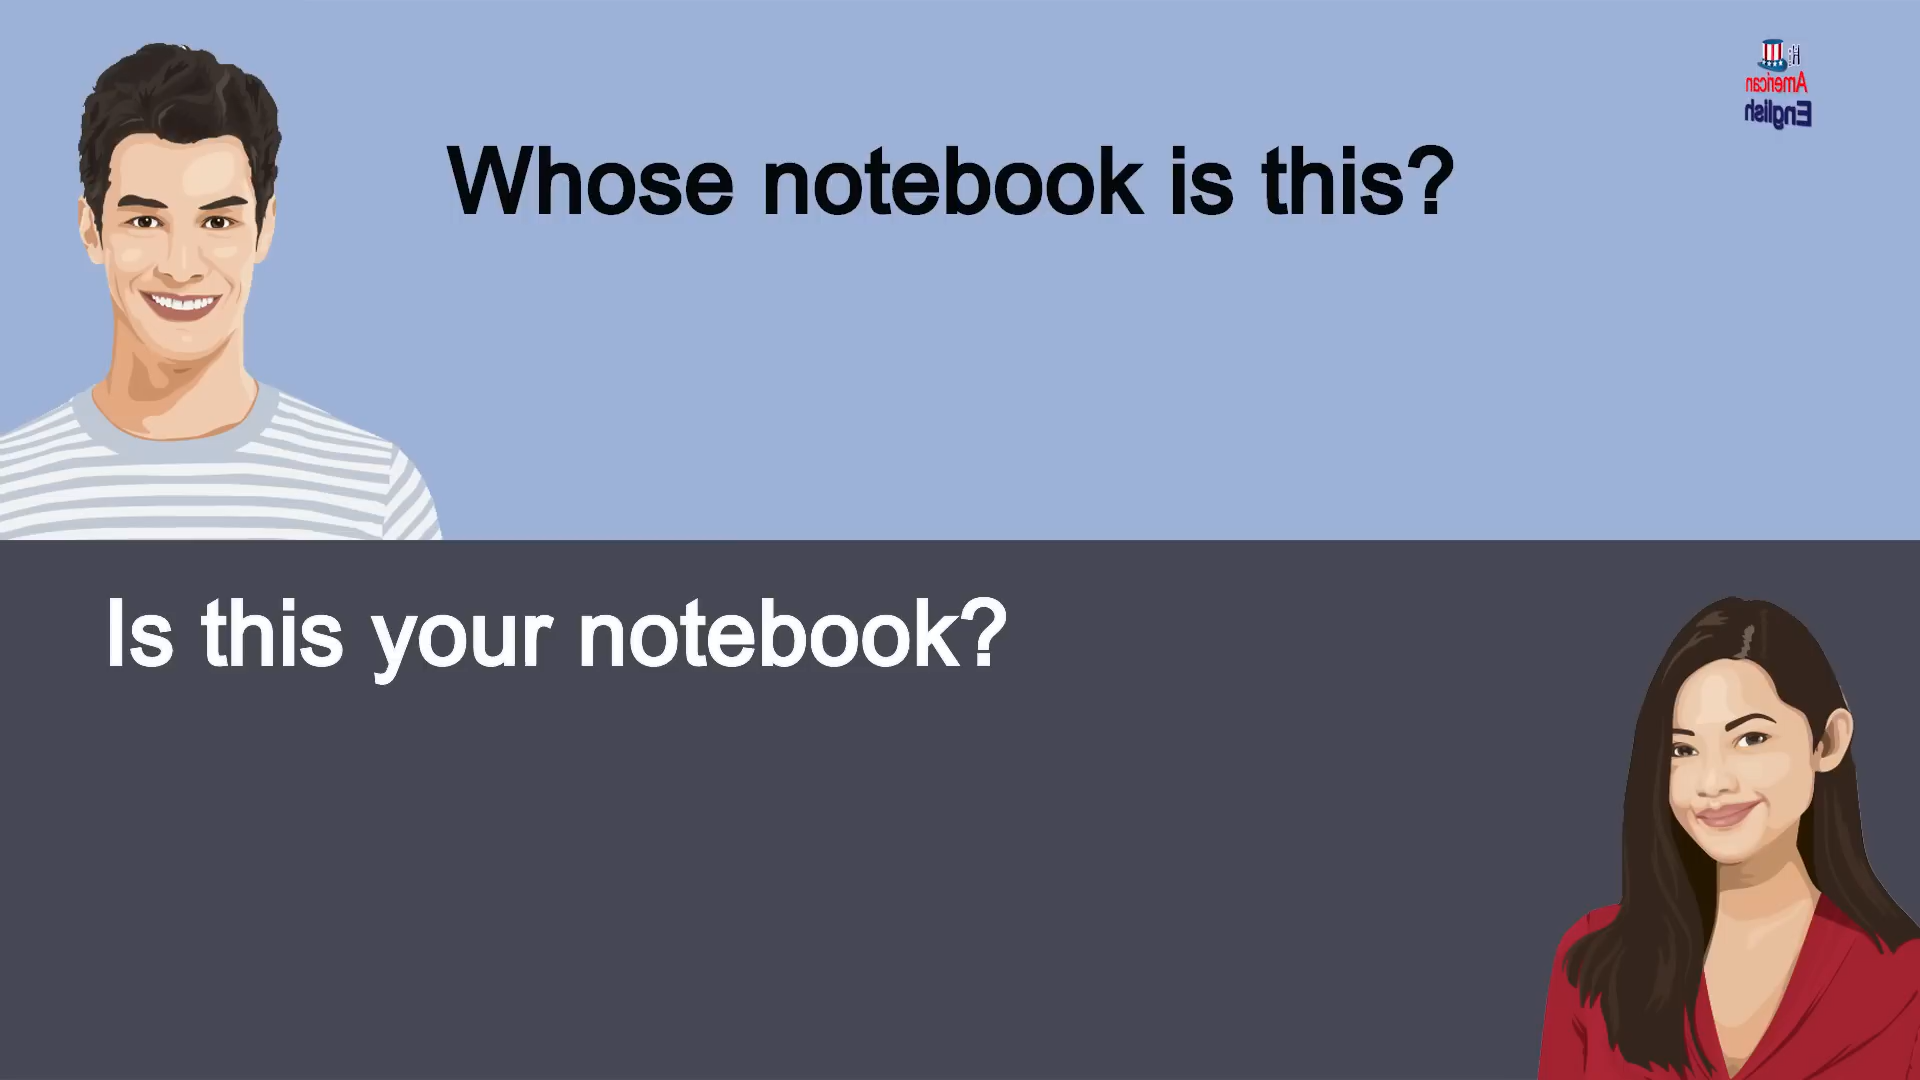 Whose notebook is this?
American
English
Is this your notebook?